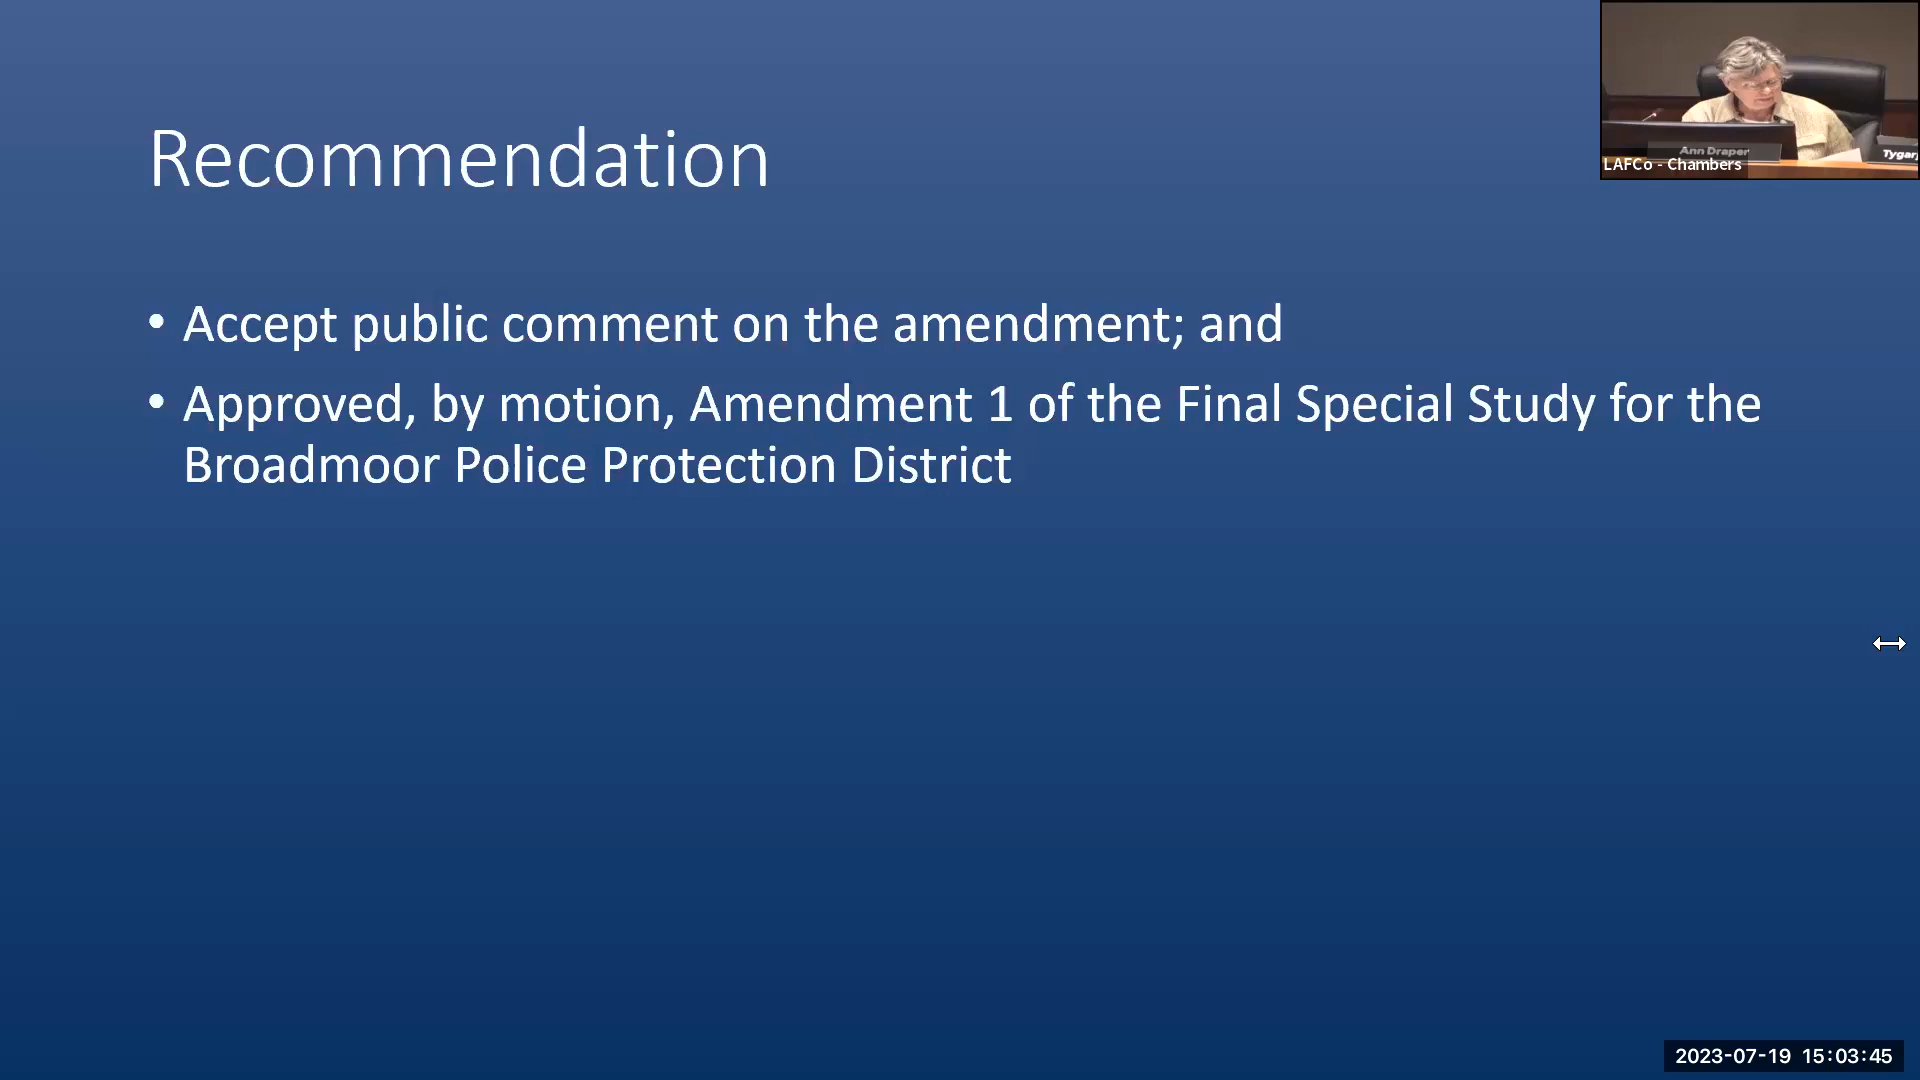 Recommendation
• Accept public comment on the amendment; and
• Approved, by motion, Amendment 1 of the Final Special Study for the
Broadmoor Police Protection District
Ann Draper
Tygar
LAFCo - Chambers
2023-07-19 15:03:45